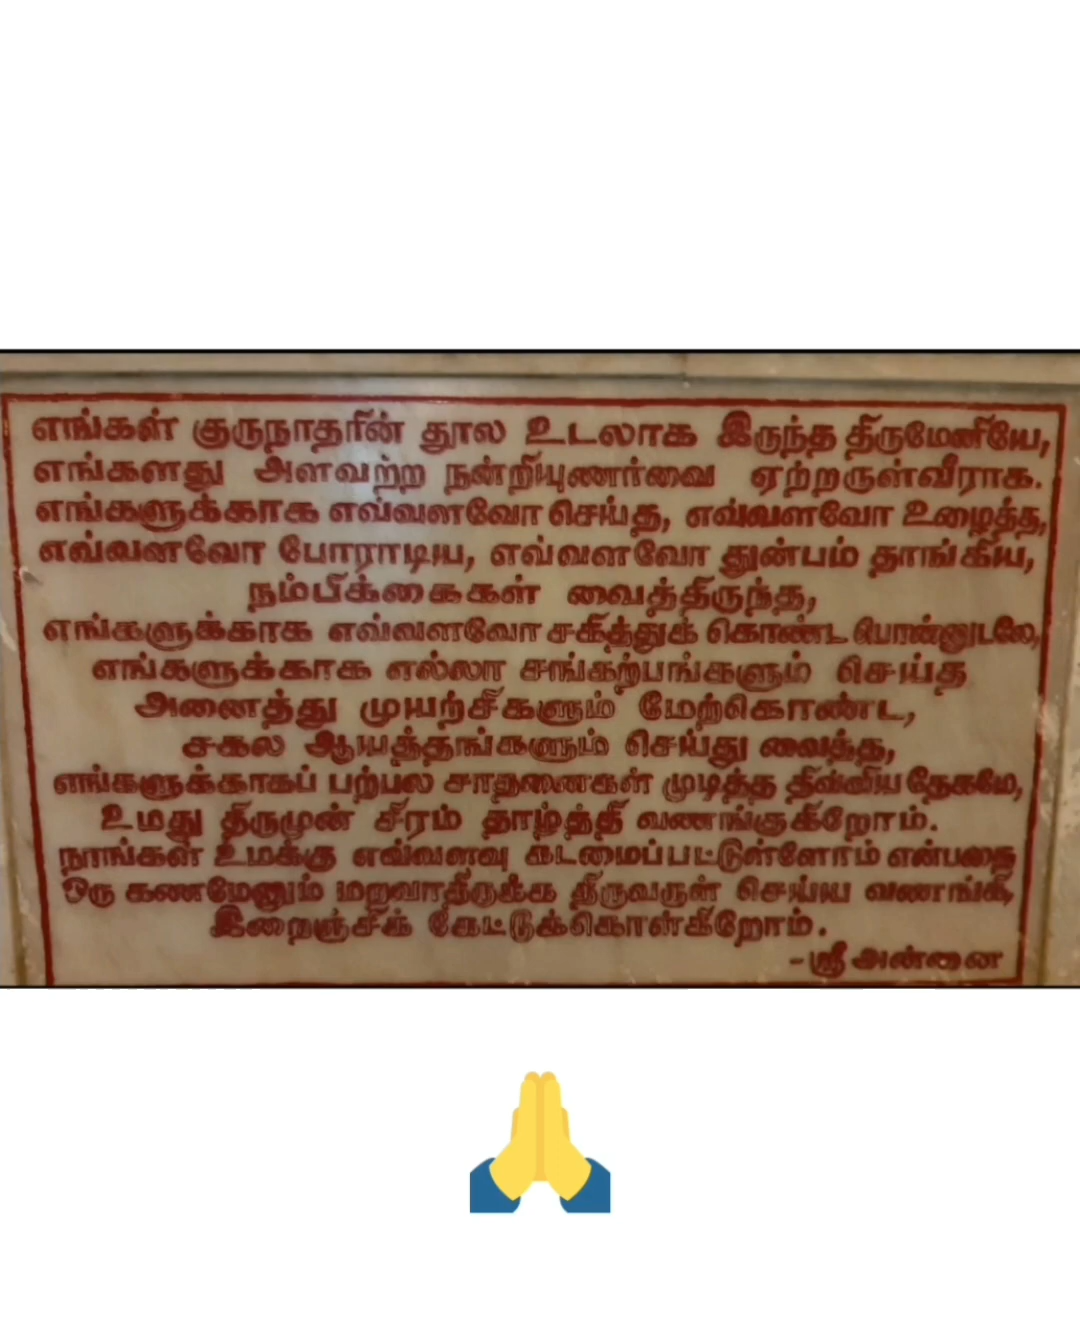 எங்கள் குருநாதரின் தூல உடலாக இருந்த திருமேனியே,
எங்களது அளவற்ற நன்றியுணர்வை ஏற்றருள்வீராக.
எங்களுக்காக எவ்வளவோ செய்த, எவ்வளவோ உழைத்த,
எவ்வளவோ போராடிய, எவ்வளவோ துன்பம் தாங்கிய,
நம்பிக்கைகள் வைத்திருந்த,
எங்களுக்காக எவ்வளவோ சகித்துக் கொண்ட பொன்னுடலே,
எங்களுக்காக எல்லா சங்கற்பங்களும் செய்த
அனைத்து முயற்சிகளும் மேற்கொண்ட,
சகல ஆயத்தங்களும் செய்து வைத்த,
எங்களுக்காகப் பற்பல சாதனைகள் முடித்த திவ்விய தேகமே,
உமது திருமுன் சிரம் தாழ்த்தி வணங்குகிறோம்.
நாங்கள் உமக்கு எவ்வளவு கடமைப்பட்டுள்ளோம் என்பதை
ஒரு கணமேனும் மறவாதிருக்க திருவருள் செய்ய வணங்கி,
இறைஞ்சிக் கேட்டுக்கொள்கிறோம்.
- ஸ்ரீ அன்னை